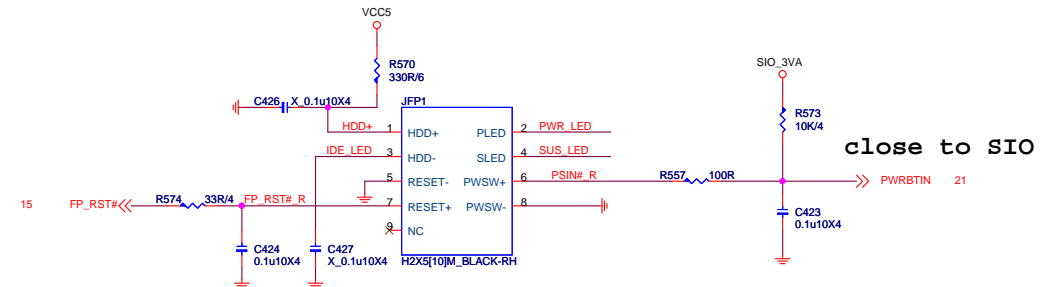 VCC5
R570
330R/6
SIO_3VA
C426
X_0.1u10X4
JFP1
R573
10K/4
HDD+
1
HDD+
PLED
2
PWR_LED
close to SIO
IDE_LED
3
HDD-
SLED
4
SUS_LED
5
RESET-
PWSW+
6
PSIN#_R
R557
100R
PWRBTIN
21
15
FP_RST#
R574
33R/4
FP_RST#_R
7
RESET+
PWSW-
8
C423
0.1u10X4
9
NC
C424
0.1u10X4
C427
X_0.1u10X4
H2X5[10]M_BLACK-RH